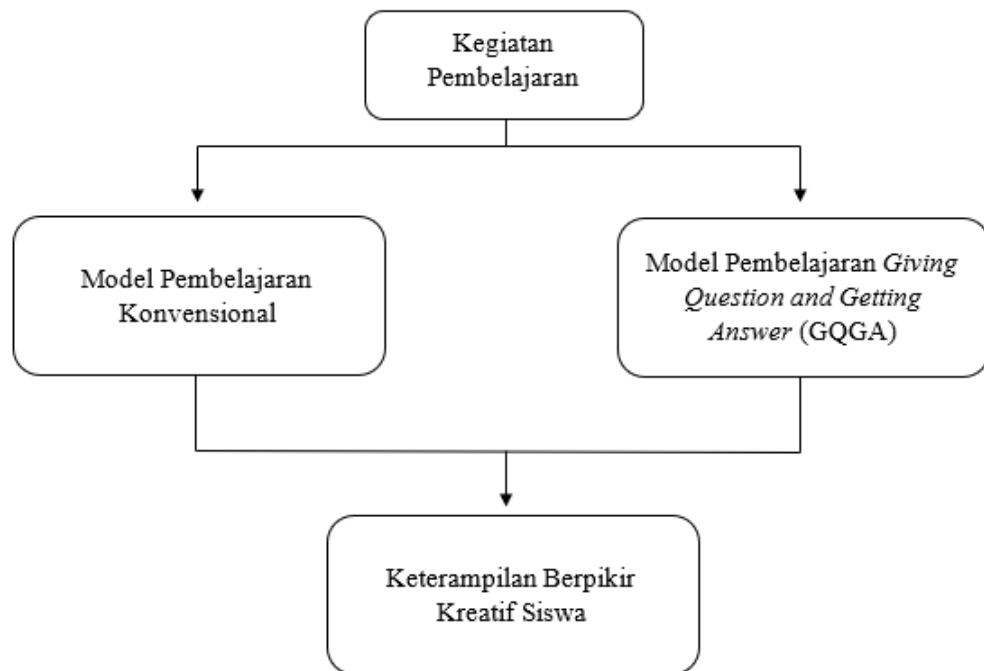 Kegiatan
Pembelajaran
Model Pembelajaran
Konvensional
Model Pembelajaran Giving
Question and Getting
Answer (GQGA)
Keterampilan Berpikir
Kreatif Siswa